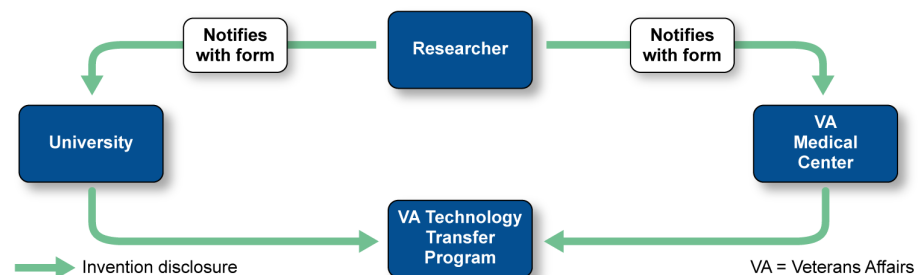 Notifies
with form
Researcher
Notifies
with form
University
VA
Medical
Center
VA Technology
Transfer
Program
Invention disclosure
VA = Veterans Affairs